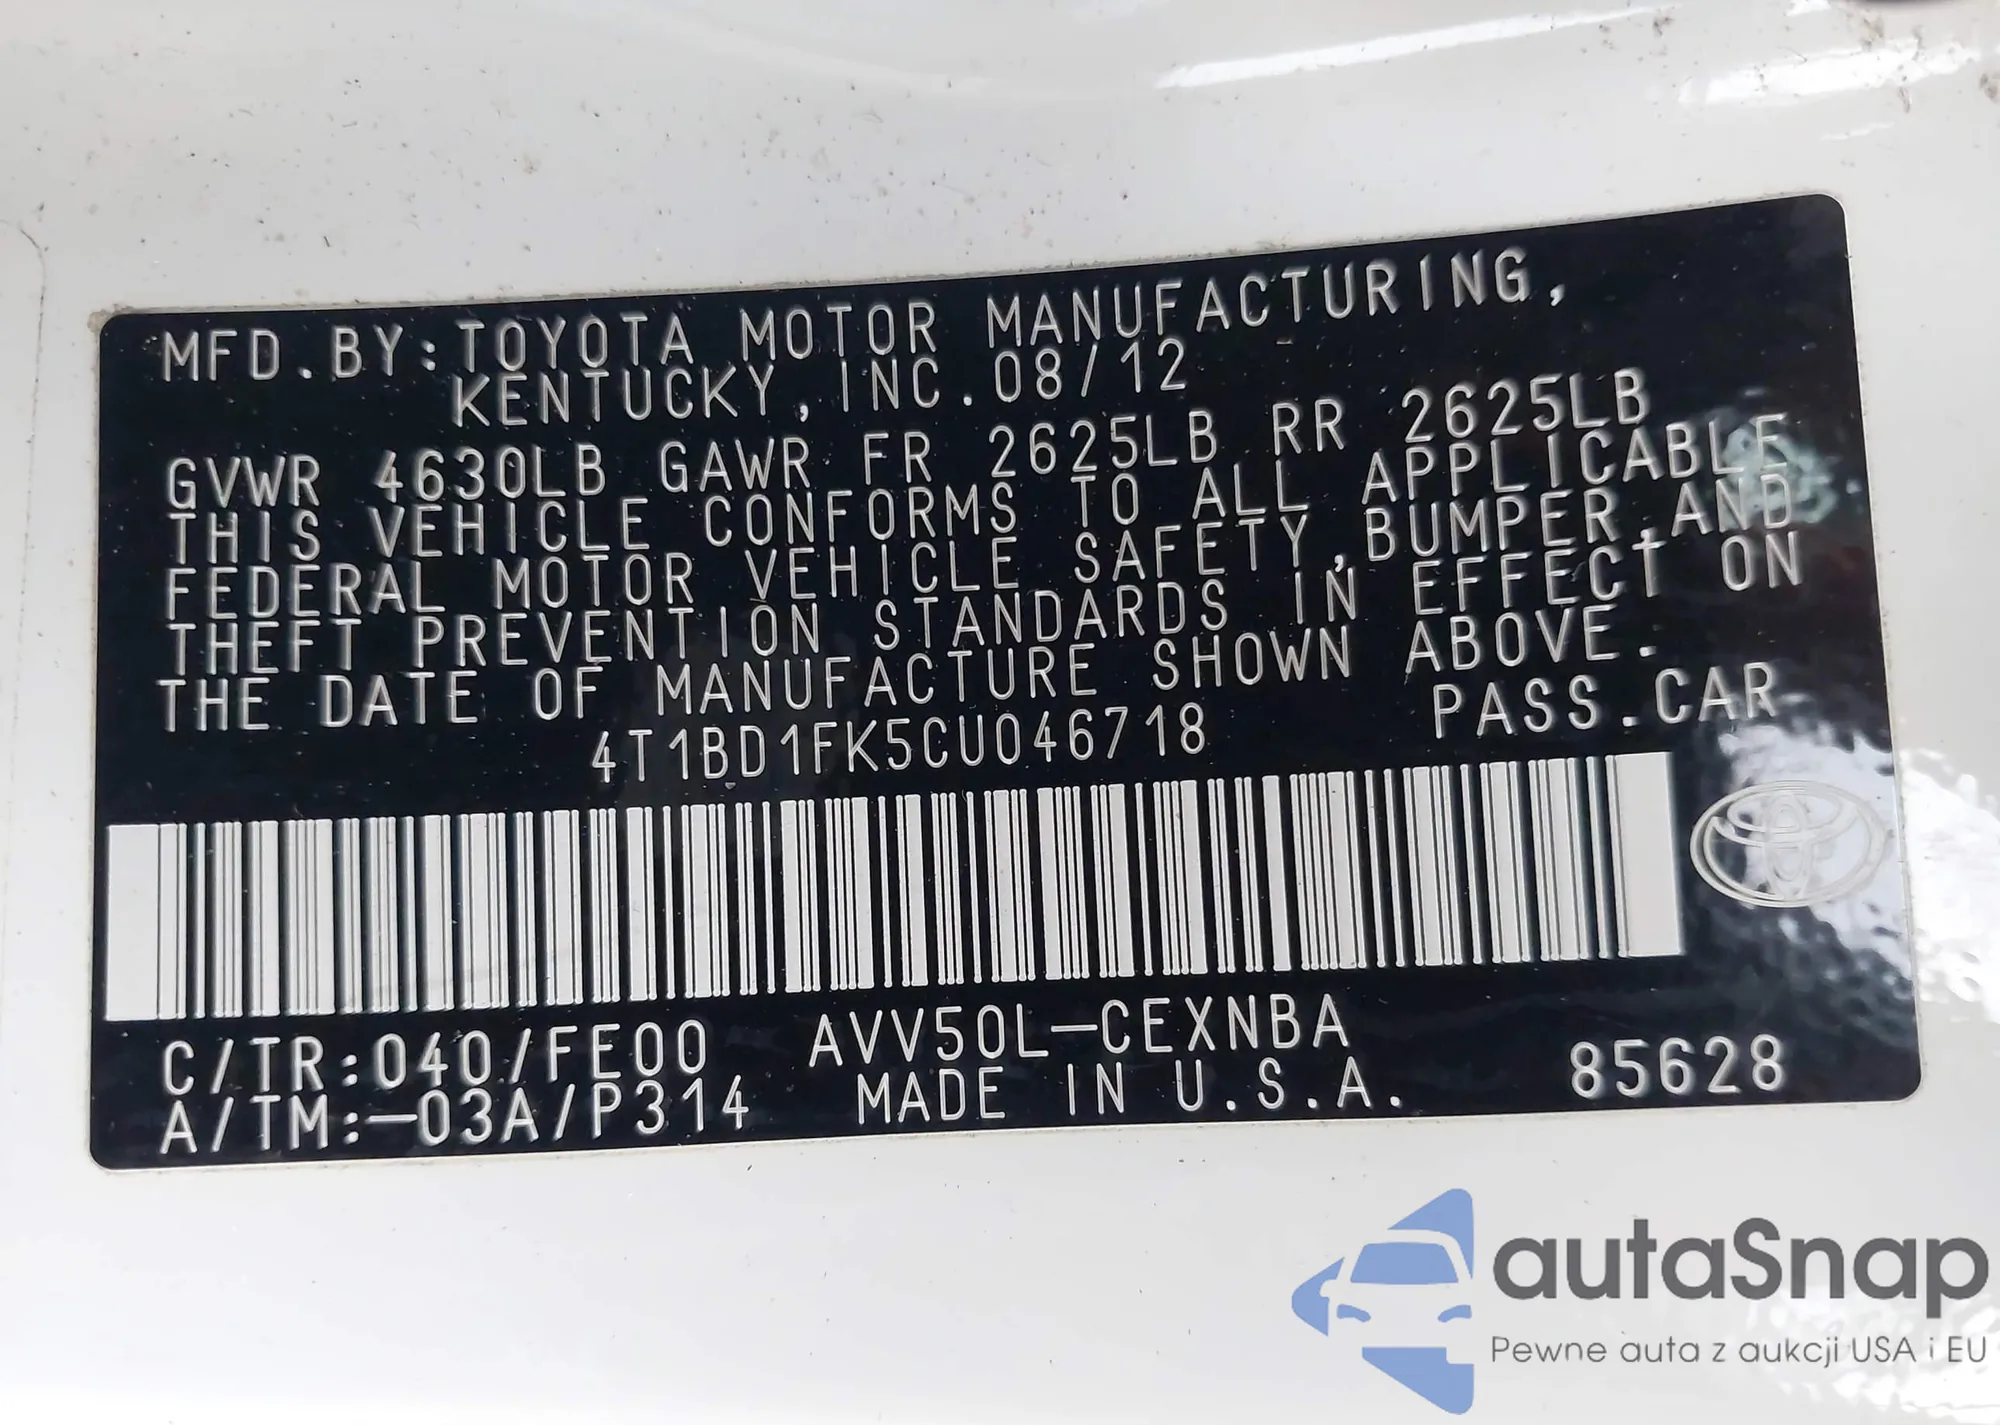 MFD.BY:TOYOTA MOTOR MANUFACTURING,
KENTUCKY, INC. 08/12
GVWR 4630LB GAWR FR 2625LB RR 2625LB
THIS VEHICLE CONFORMS TO ALL APPLICABLE
FEDERAL MOTOR VEHICLE SAFETY,BUMPER,AND
THEFT PREVENTION STANDARDS IN EFFECT ON
THE DATE OF MANUFACTURE SHOWN ABOVE.
4T1BD1FK5CU046718 PASS.CAR
C/TR:040/FE00 AVV50L-CEXNBA
A/TM:-03A/P314 MADE IN U.S.A. 85628
autaSnap
Pewne auta z aukcji USA i EU